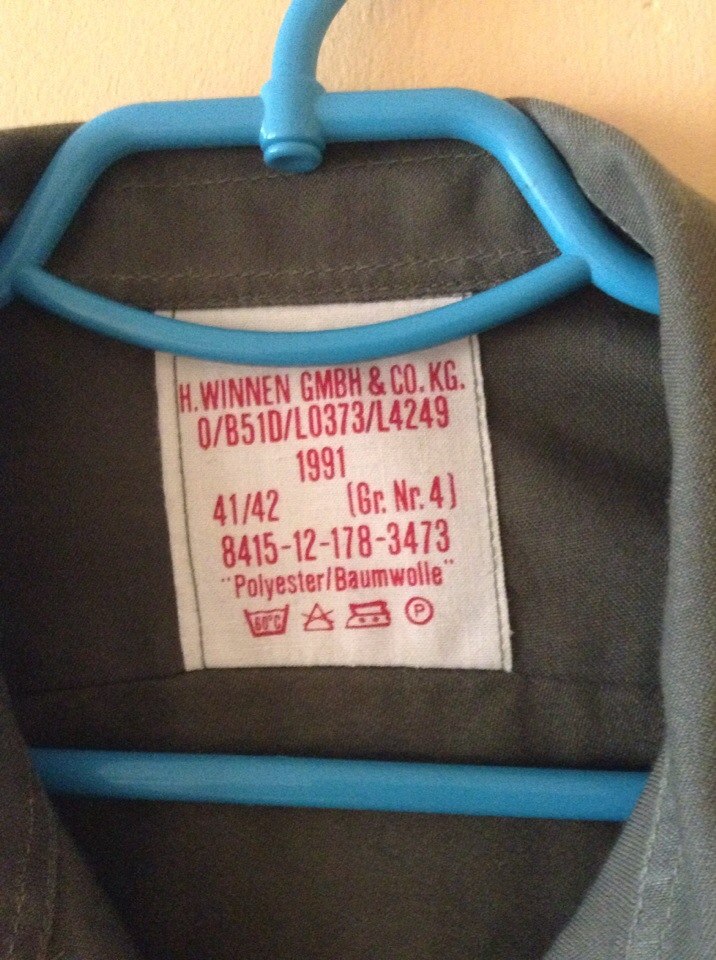 H. WINNEN GMBH & CO. KG.
O/B51D/L0373/L4249
1991
41/42 (Gr. Nr. 4)
8415-12-178-3473
"Polyester/Baumwolle"
60°C P